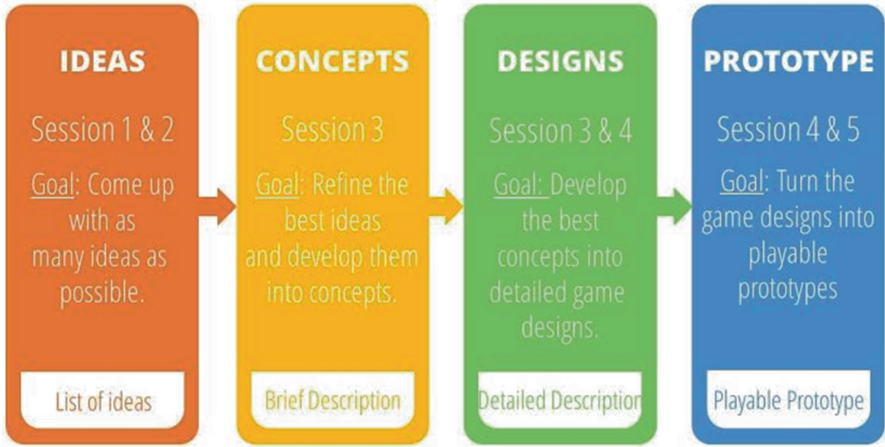 IDEAS
Session 1 & 2
Goal: Come up
with as
many ideas as
possible.
List of ideas
CONCEPTS
Session 3
Goal: Refine the
best ideas
and develop them
into concepts.
Brief Description
DESIGNS
Session 3 & 4
Goal: Develop
the best
concepts into
detailed game
designs.
Detailed Description
PROTOTYPE
Session 4 & 5
Goal: Turn the
game designs into
playable
prototypes
Playable Prototype